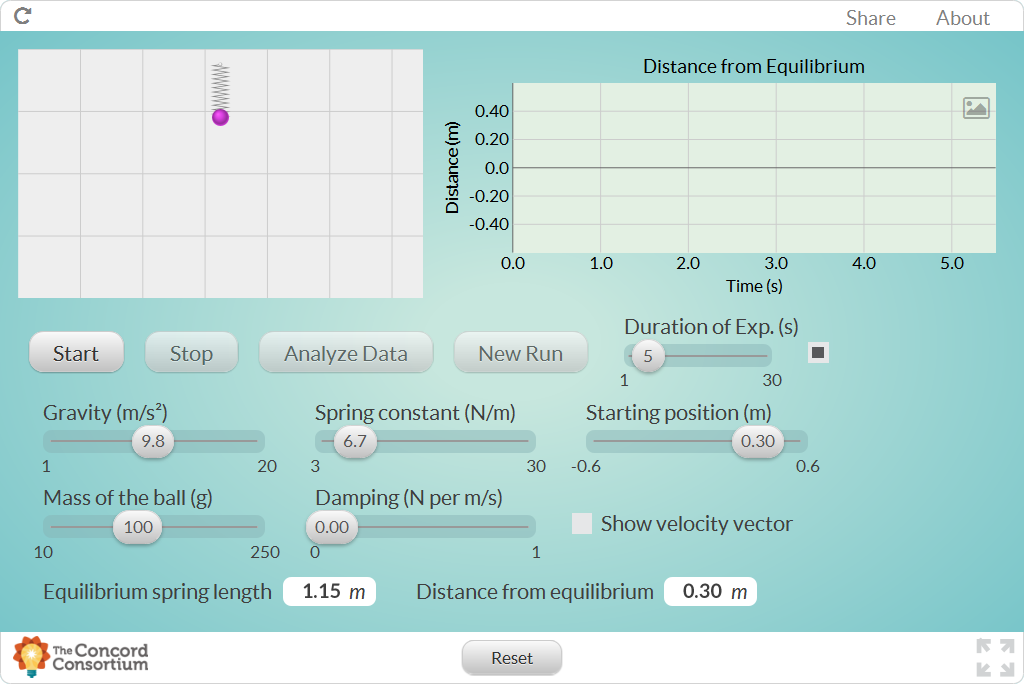 Share About
Distance from Equilibrium
Distance (m)
0.40
0.20
0.0
-0.20
-0.40
0.0 1.0 2.0 3.0 4.0 5.0
Time (s)
Duration of Exp. (s)
Start Stop Analyze Data New Run
5
1 30
Gravity (m/s²) Spring constant (N/m) Starting position (m)
9.8 6.7 0.30
1 20 3 30 -0.6 0.6
Mass of the ball (g) Damping (N per m/s)
100 0.00 Show velocity vector
10 250 0 1
Equilibrium spring length 1.15 m Distance from equilibrium 0.30 m
The Concord
Consortium
Reset